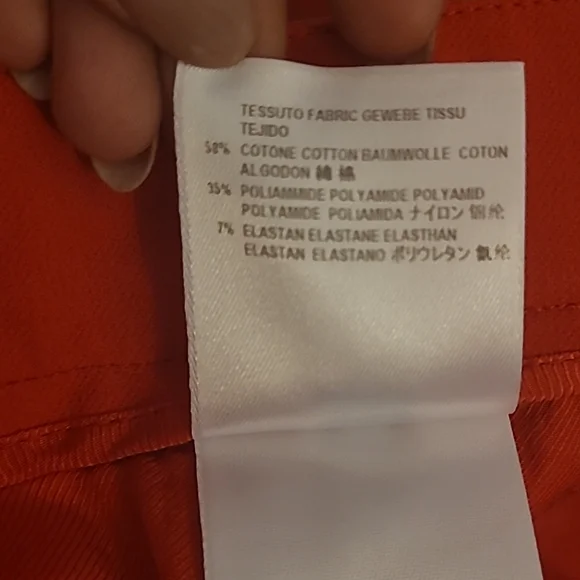 TESSUTO FABRIC GEWEBE TISSU
TEJIDO
58% COTONE COTTON BAUMWOLLE COTON
ALGODON 綿 棉
35% POLIAMMIDE POLYAMIDE POLYAMID
POLYAMIDE POLIAMIDA ナイロン 锦纶
7% ELASTAN ELASTANE ELASTHAN
ELASTAN ELASTANO ポリウレタン 氨纶